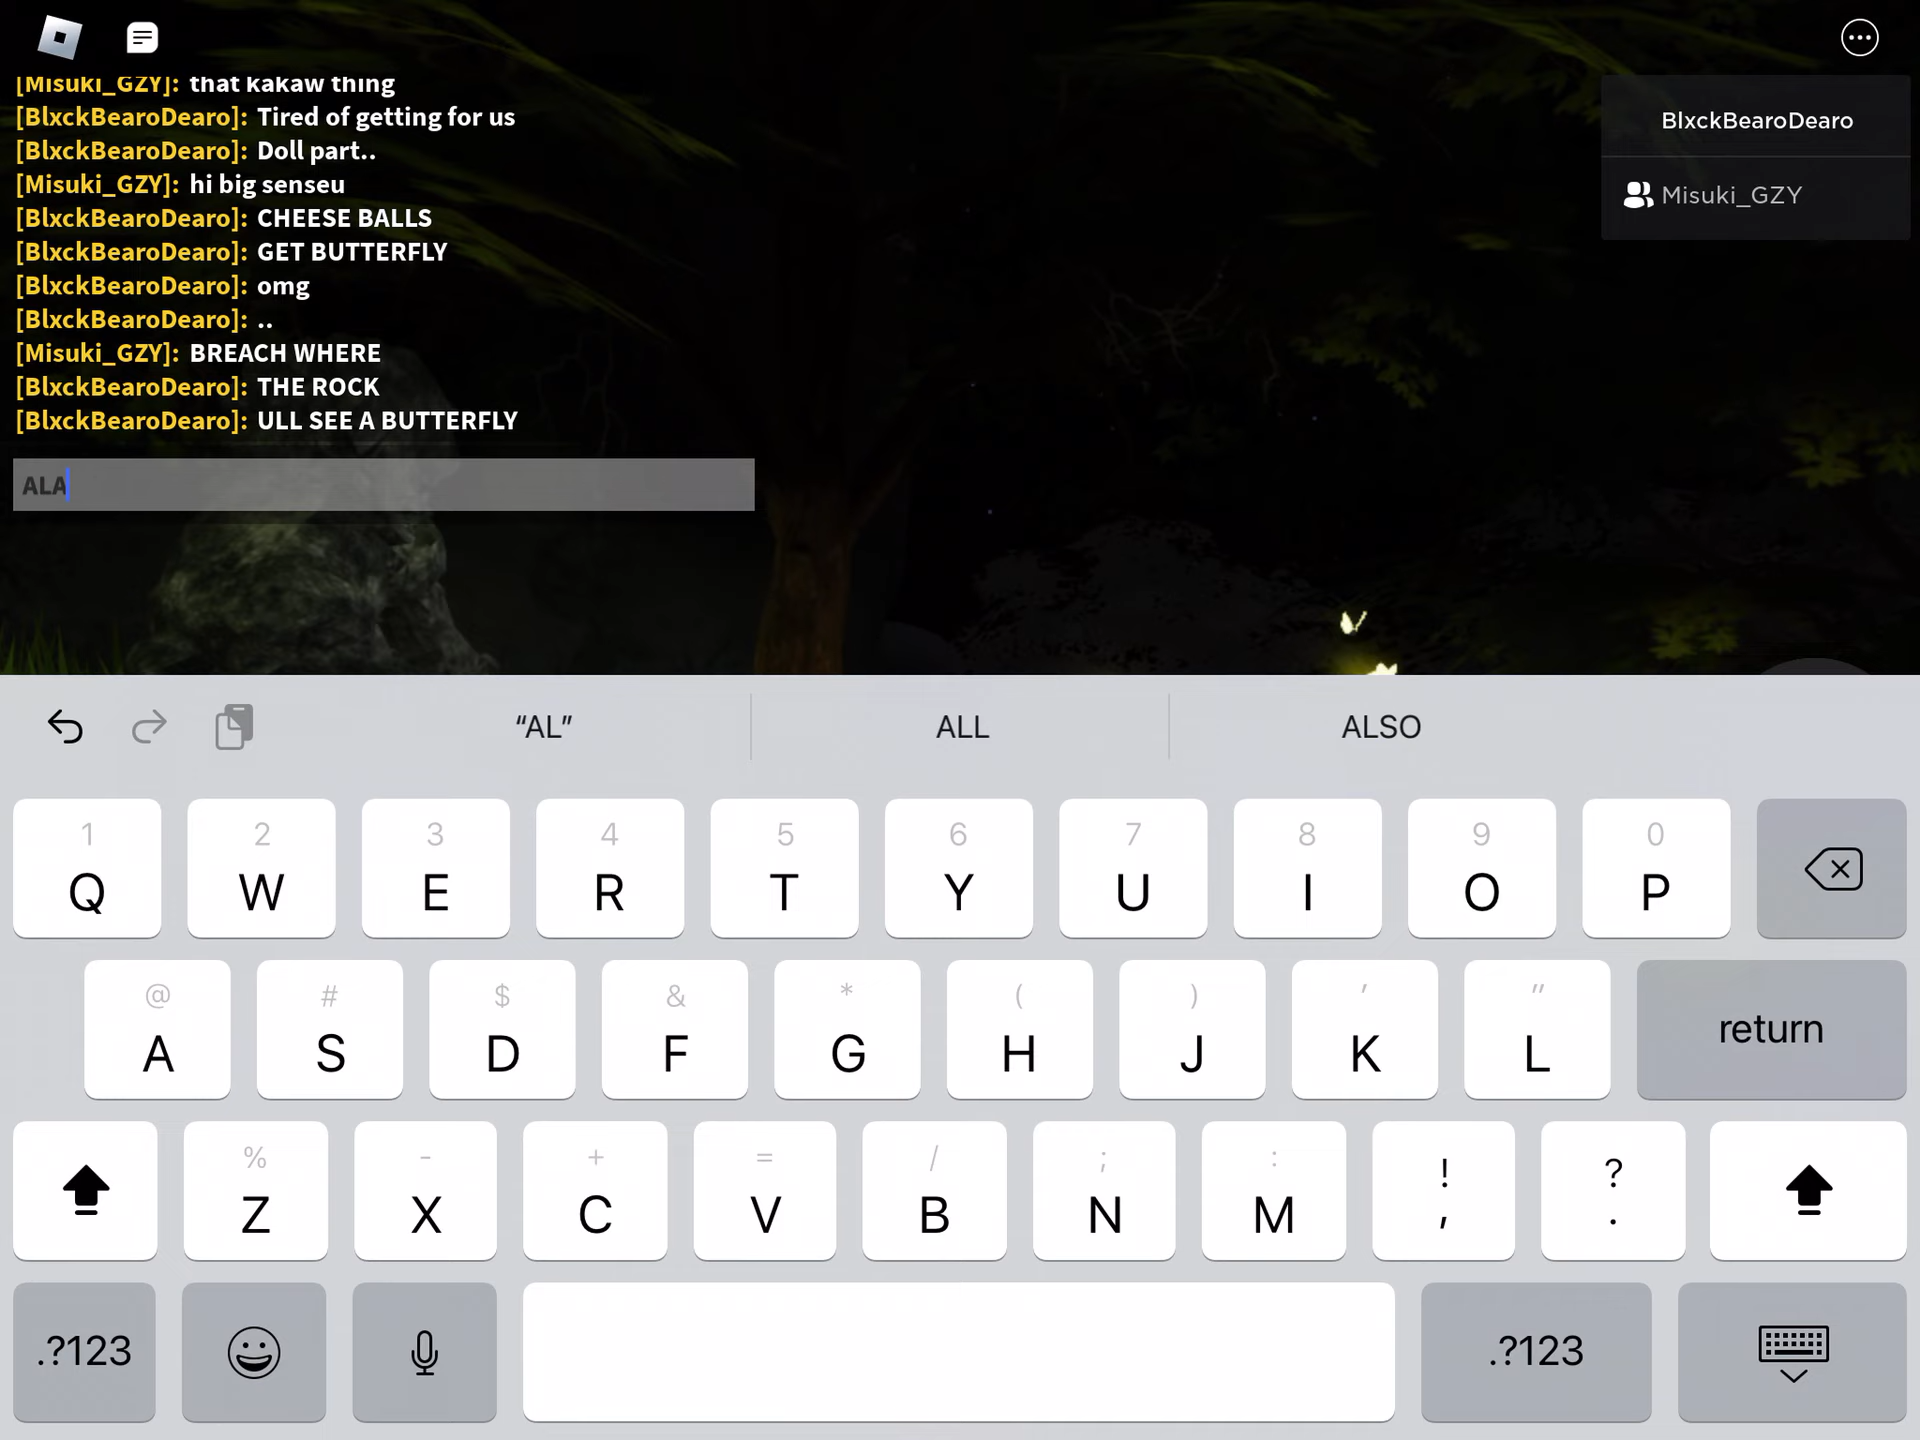 [Misuki_GZY]: that kakaw thing
[BlxckBearoDearo]: Tired of getting for us
[BlxckBearoDearo]: Doll part..
[Misuki_GZY]: hi big senseu
[BlxckBearoDearo]: CHEESE BALLS
[BlxckBearoDearo]: GET BUTTERFLY
[BlxckBearoDearo]: omg
[BlxckBearoDearo]: ..
[Misuki_GZY]: BREACH WHERE
[BlxckBearoDearo]: THE ROCK
[BlxckBearoDearo]: ULL SEE A BUTTERFLY
ALA
BlxckBearoDearo
Misuki_GZY
“AL” ALL ALSO
1 2 3 4 5 6 7 8 9 0
Q W E R T Y U I O P
@ # $ & * ( ) ' "
A S D F G H J K L return
% - + = / ; : ! ?
Z X C V B N M , .
.?123 .?123